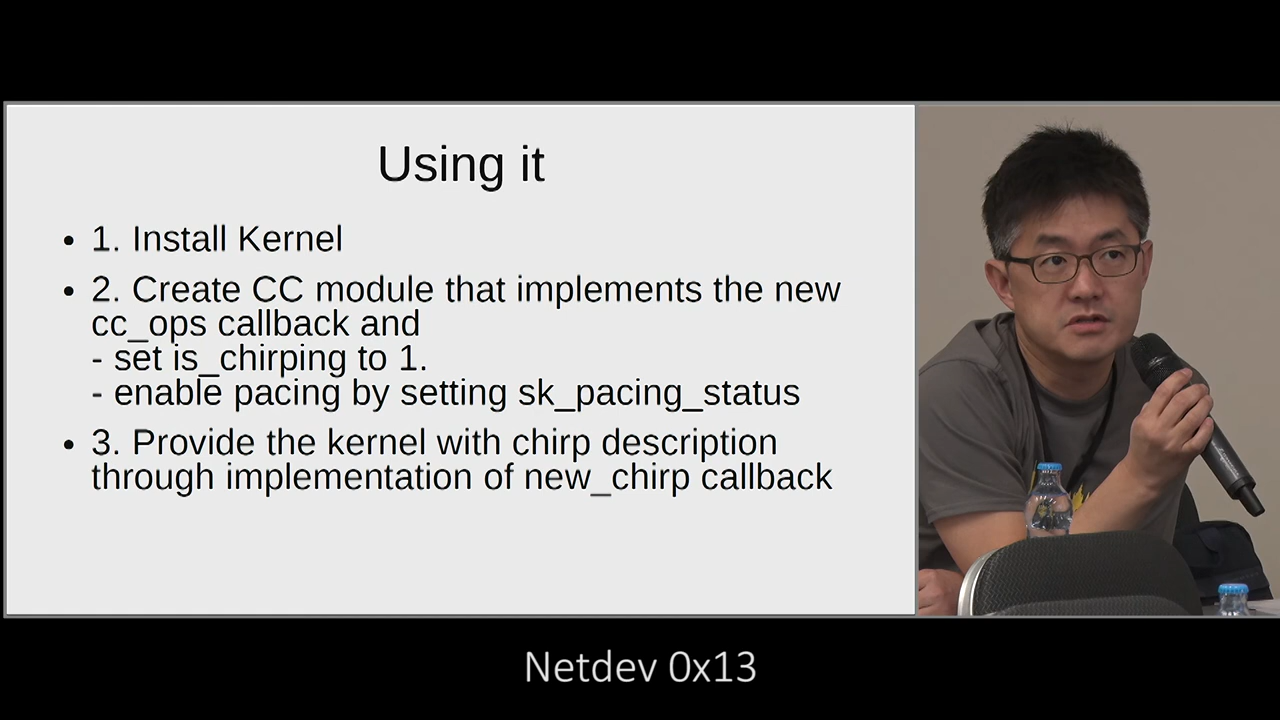 Using it
• 1. Install Kernel
• 2. Create CC module that implements the new
cc_ops callback and
- set is_chirping to 1.
- enable pacing by setting sk_pacing_status
• 3. Provide the kernel with chirp description
through implementation of new_chirp callback
Netdev 0x13